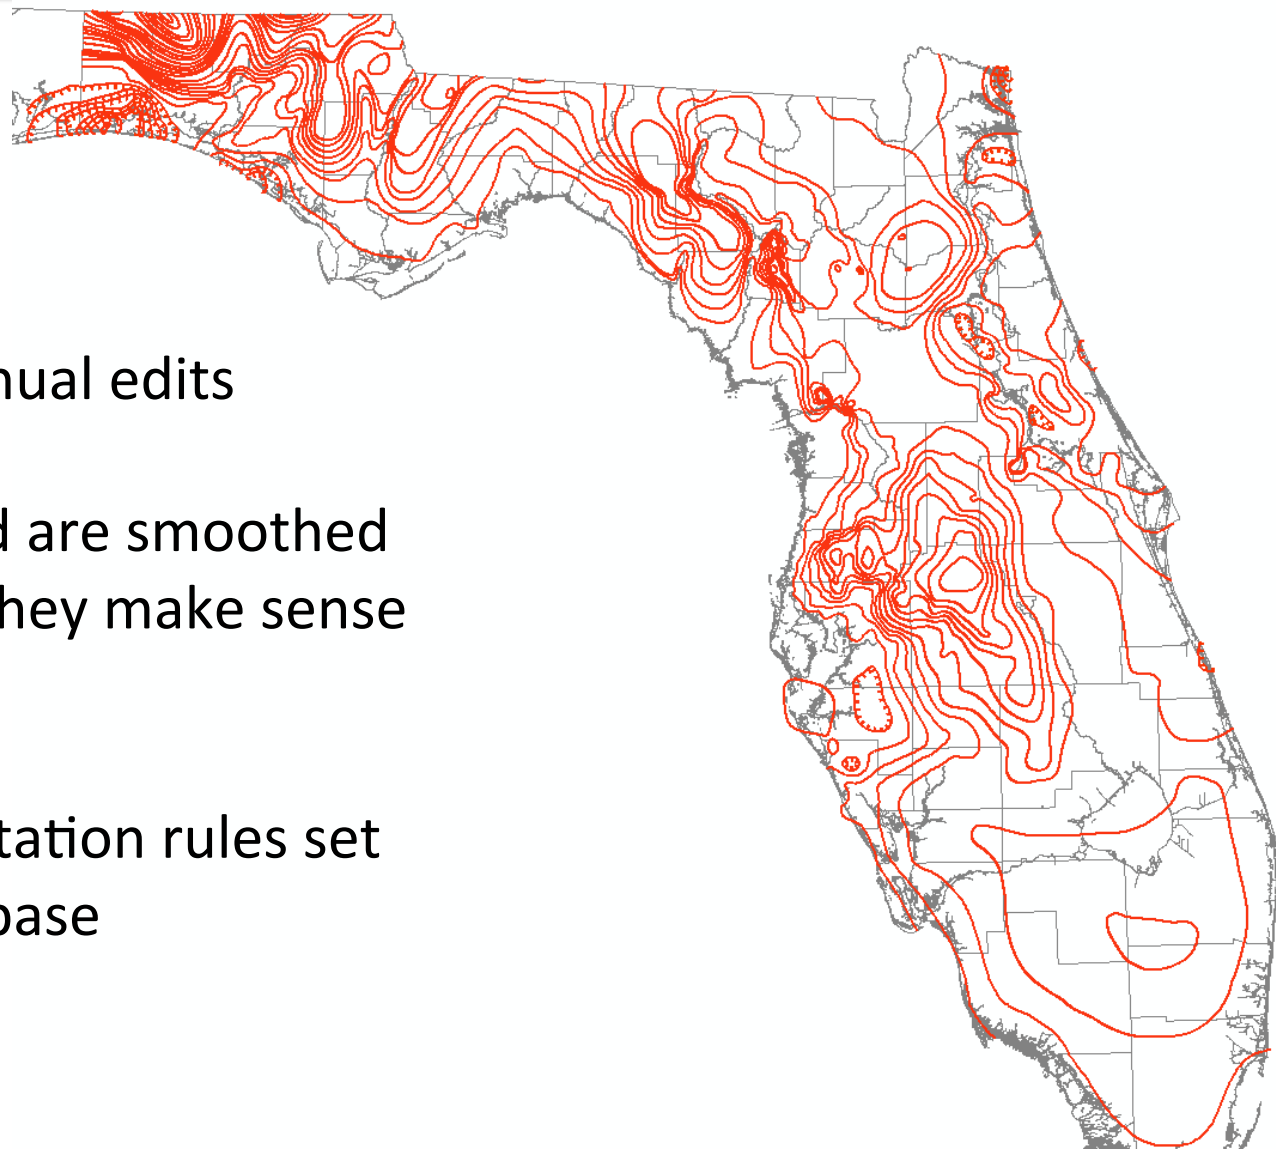 nual edits
d are smoothed
hey make sense
tation rules set
base